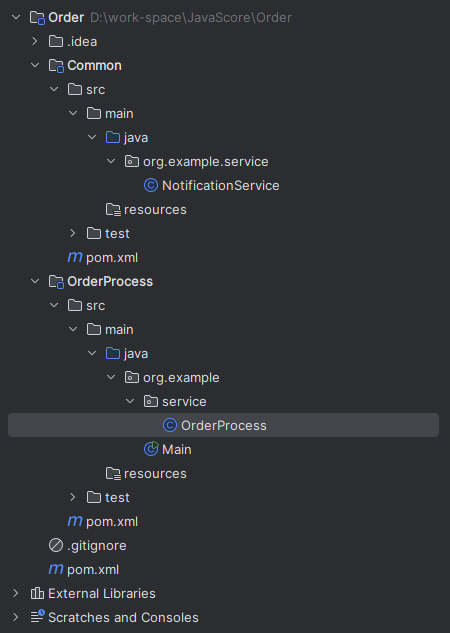 Order D:\work-space\JavaScore\Order
.idea
Common
src
main
java
org.example.service
NotificationService
resources
test
pom.xml
OrderProcess
src
main
java
org.example
service
OrderProcess
Main
resources
test
pom.xml
.gitignore
pom.xml
External Libraries
Scratches and Consoles